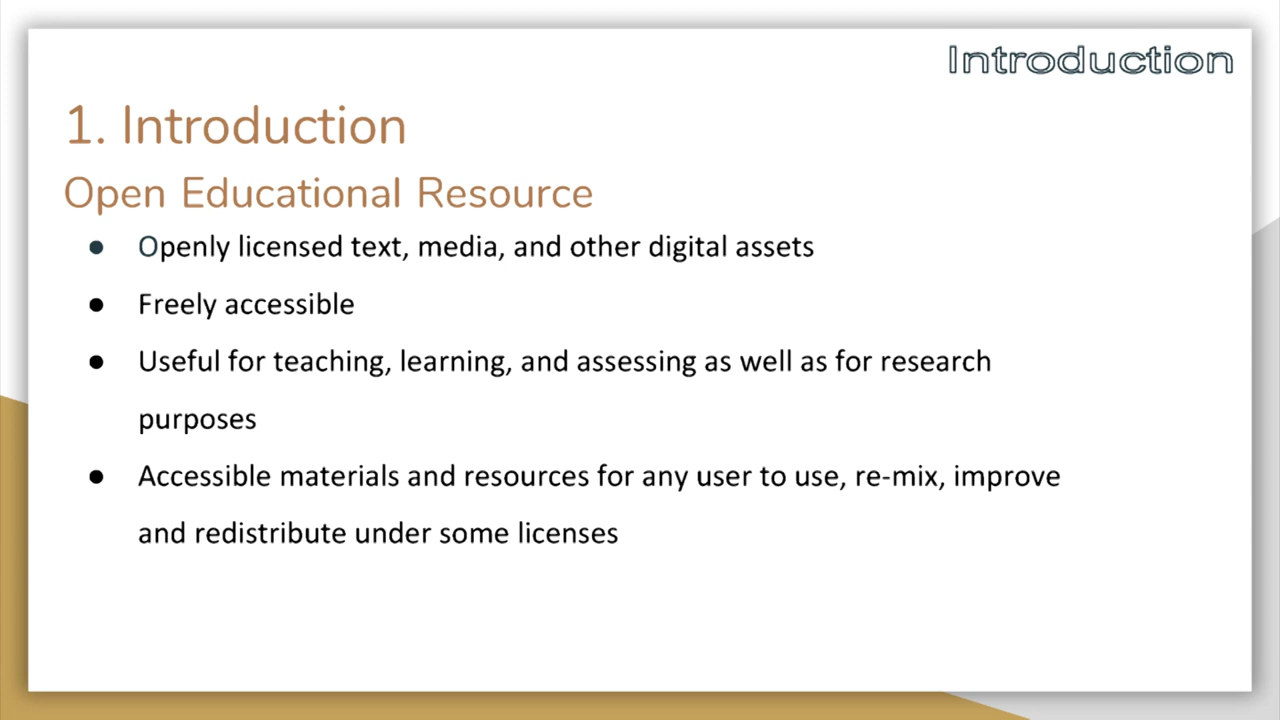 Introduction
1. Introduction
Open Educational Resource
● Openly licensed text, media, and other digital assets
● Freely accessible
● Useful for teaching, learning, and assessing as well as for research
purposes
● Accessible materials and resources for any user to use, re-mix, improve
and redistribute under some licenses